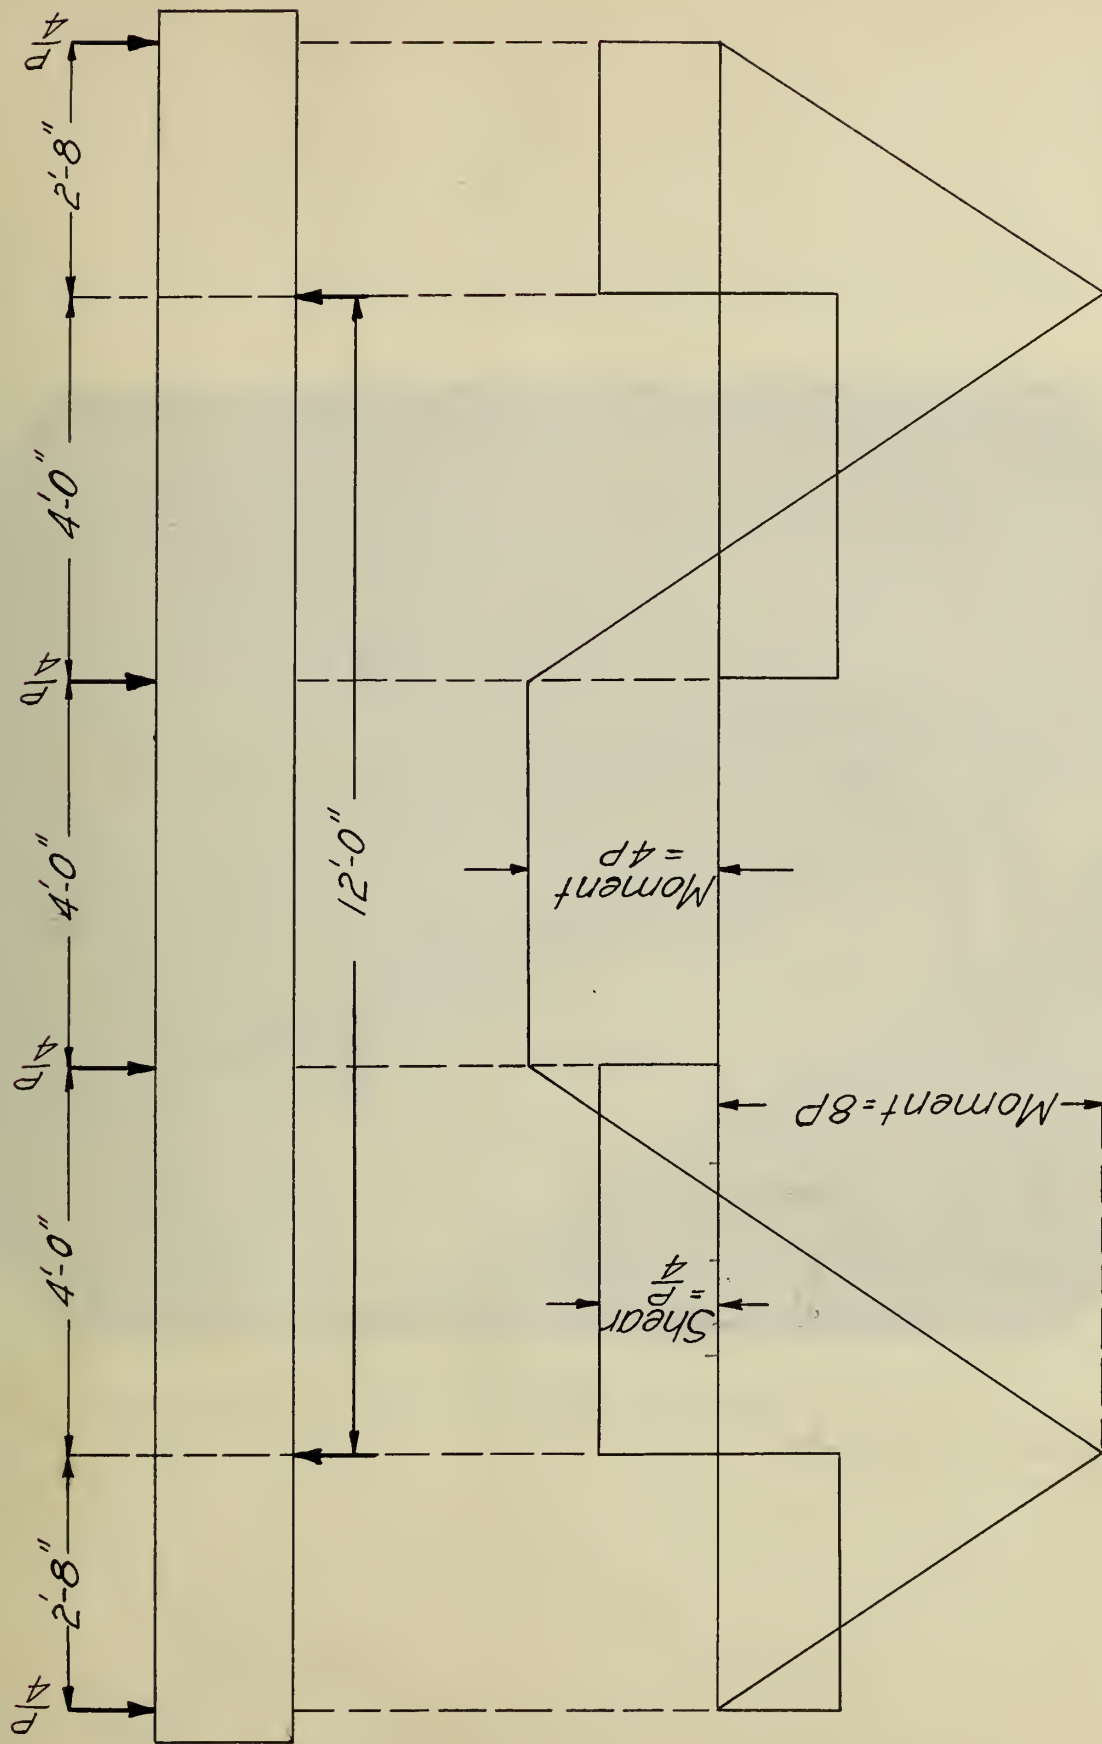 P/4
P/4
P/4
P/4
2'-8"
4'-0"
4'-0"
4'-0"
2'-8"
12'-0"
Moment
= 4P
Shear
= P/4
Moment = 8P